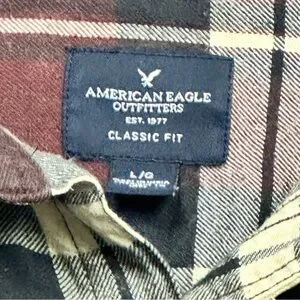 AMERICAN EAGLE
OUTFITTERS
EST. 1977
CLASSIC FIT
L/G